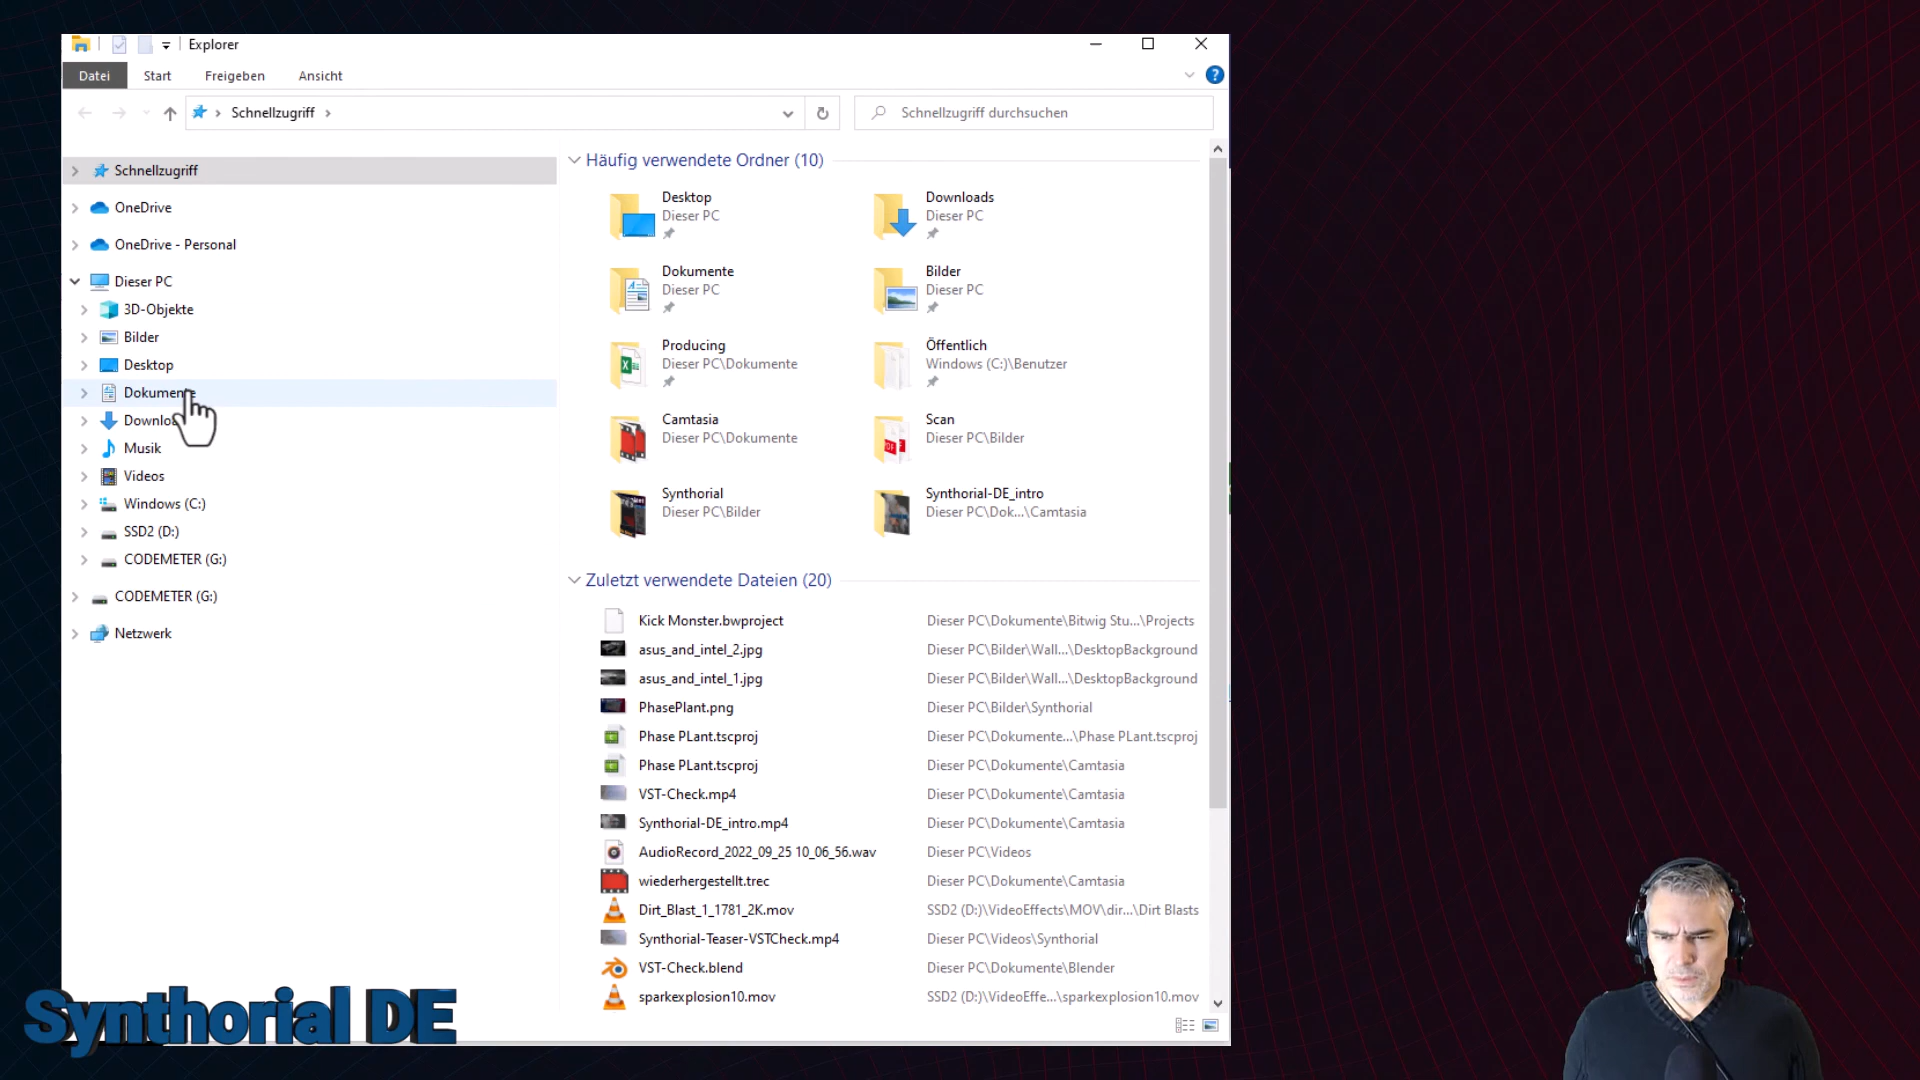 Explorer
Datei
Start
Freigeben
Ansicht
Schnellzugriff
Schnellzugriff durchsuchen
Schnellzugriff
OneDrive
OneDrive - Personal
Dieser PC
3D-Objekte
Bilder
Desktop
Dokumente
Musik
Videos
Windows (C:)
SSD2 (D:)
CODEMETER (G:)
CODEMETER (G:)
Netzwerk
Häufig verwendete Ordner (10)
Desktop
Dieser PC
Downloads
Dieser PC
Dokumente
Dieser PC
Bilder
Dieser PC
Producing
Dieser PC\Dokumente
Öffentlich
Windows (C:)\Benutzer
Camtasia
Dieser PC\Dokumente
Scan
Dieser PC\Bilder
Synthorial
Dieser PC\Bilder
Synthorial-DE_intro
Dieser PC\Dok...\Camtasia
Zuletzt verwendete Dateien (20)
Kick Monster.bwproject Dieser PC\Dokumente\Bitwig Stu...\Projects
asus_and_intel_2.jpg Dieser PC\Bilder\Wall...\DesktopBackground
asus_and_intel_1.jpg Dieser PC\Bilder\Wall...\DesktopBackground
PhasePlant.png Dieser PC\Bilder\Synthorial
Phase PLant.tscproj Dieser PC\Dokumente...\Phase PLant.tscproj
Phase PLant.tscproj Dieser PC\Dokumente\Camtasia
VST-Check.mp4 Dieser PC\Dokumente\Camtasia
Synthorial-DE_intro.mp4 Dieser PC\Dokumente\Camtasia
AudioRecord_2022_09_25 10_06_56.wav Dieser PC\Videos
wiederhergestellt.trec Dieser PC\Dokumente\Camtasia
Dirt_Blast_1_1781_2K.mov SSD2 (D:)\VideoEffects\MOV\dir...\Dirt Blasts
Synthorial-Teaser-VSTCheck.mp4 Dieser PC\Videos\Synthorial
VST-Check.blend Dieser PC\Dokumente\Blender
sparkexplosion10.mov SSD2 (D:)\VideoEffe...\sparkexplosion10.mov
Synthorial DE